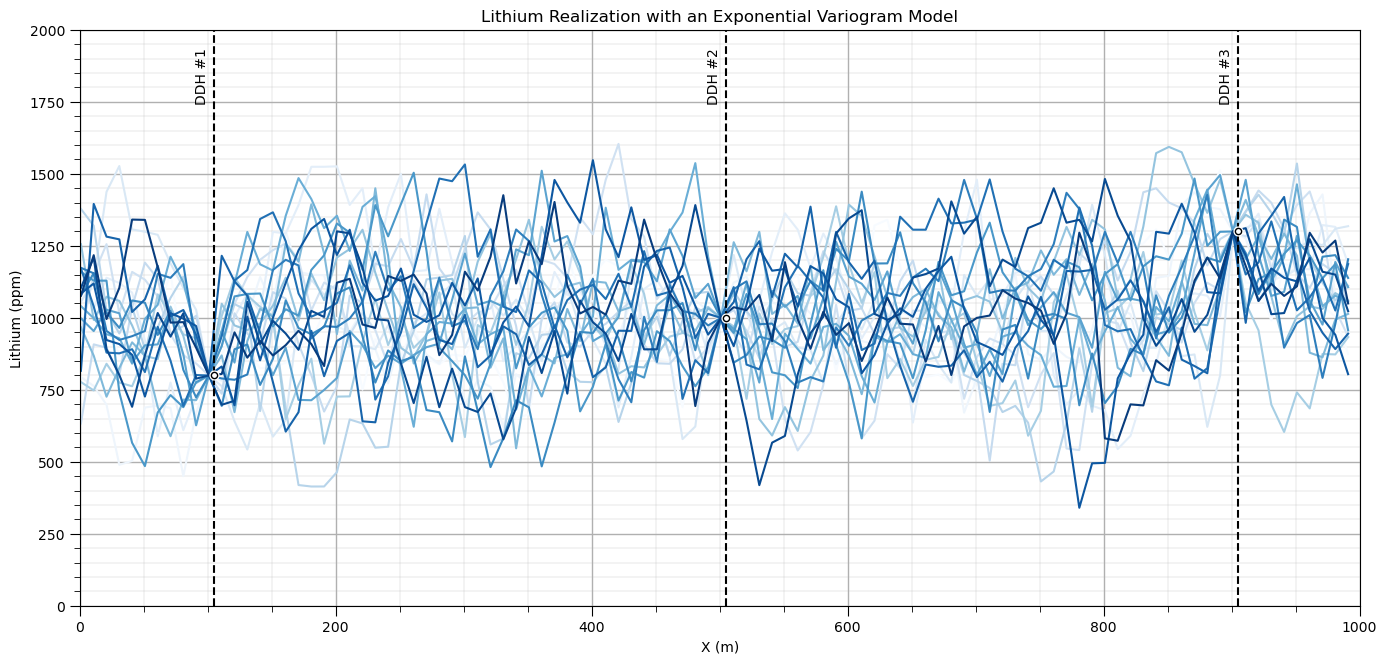 Lithium Realization with an Exponential Variogram Model
DDH #1
DDH #2
DDH #3
Lithium (ppm)
2000
1750
1500
1250
1000
750
500
250
0
0 200 400 600 800 1000
X (m)